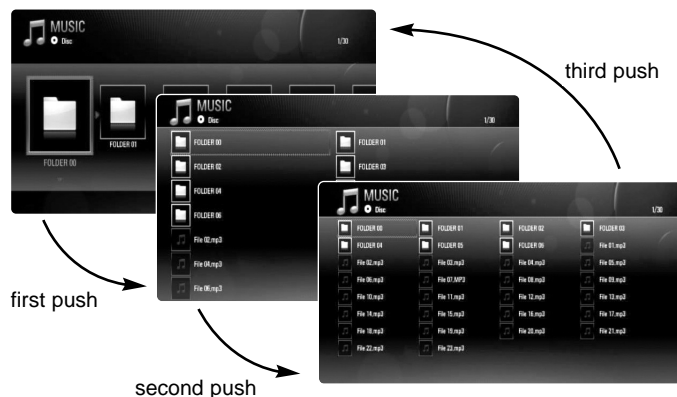 MUSIC
Disc
1/30
FOLDER 00
FOLDER 01
third push
MUSIC
Disc
1/30
FOLDER 00
FOLDER 01
FOLDER 02
FOLDER 03
FOLDER 04
FOLDER 06
File 02.mp3
File 04.mp3
File 06.mp3
first push
MUSIC
Disc
1/30
FOLDER 00 FOLDER 01 FOLDER 02 FOLDER 03
FOLDER 04 FOLDER 05 FOLDER 06 File 01.mp3
File 02.mp3 File 03.mp3 File 04.mp3 File 05.mp3
File 06.mp3 File 07.MP3 File 08.mp3 File 09.mp3
File 10.mp3 File 11.mp3 File 12.mp3 File 13.mp3
File 14.mp3 File 15.mp3 File 16.mp3 File 17.mp3
File 18.mp3 File 19.mp3 File 20.mp3 File 21.mp3
File 22.mp3 File 23.mp3
second push